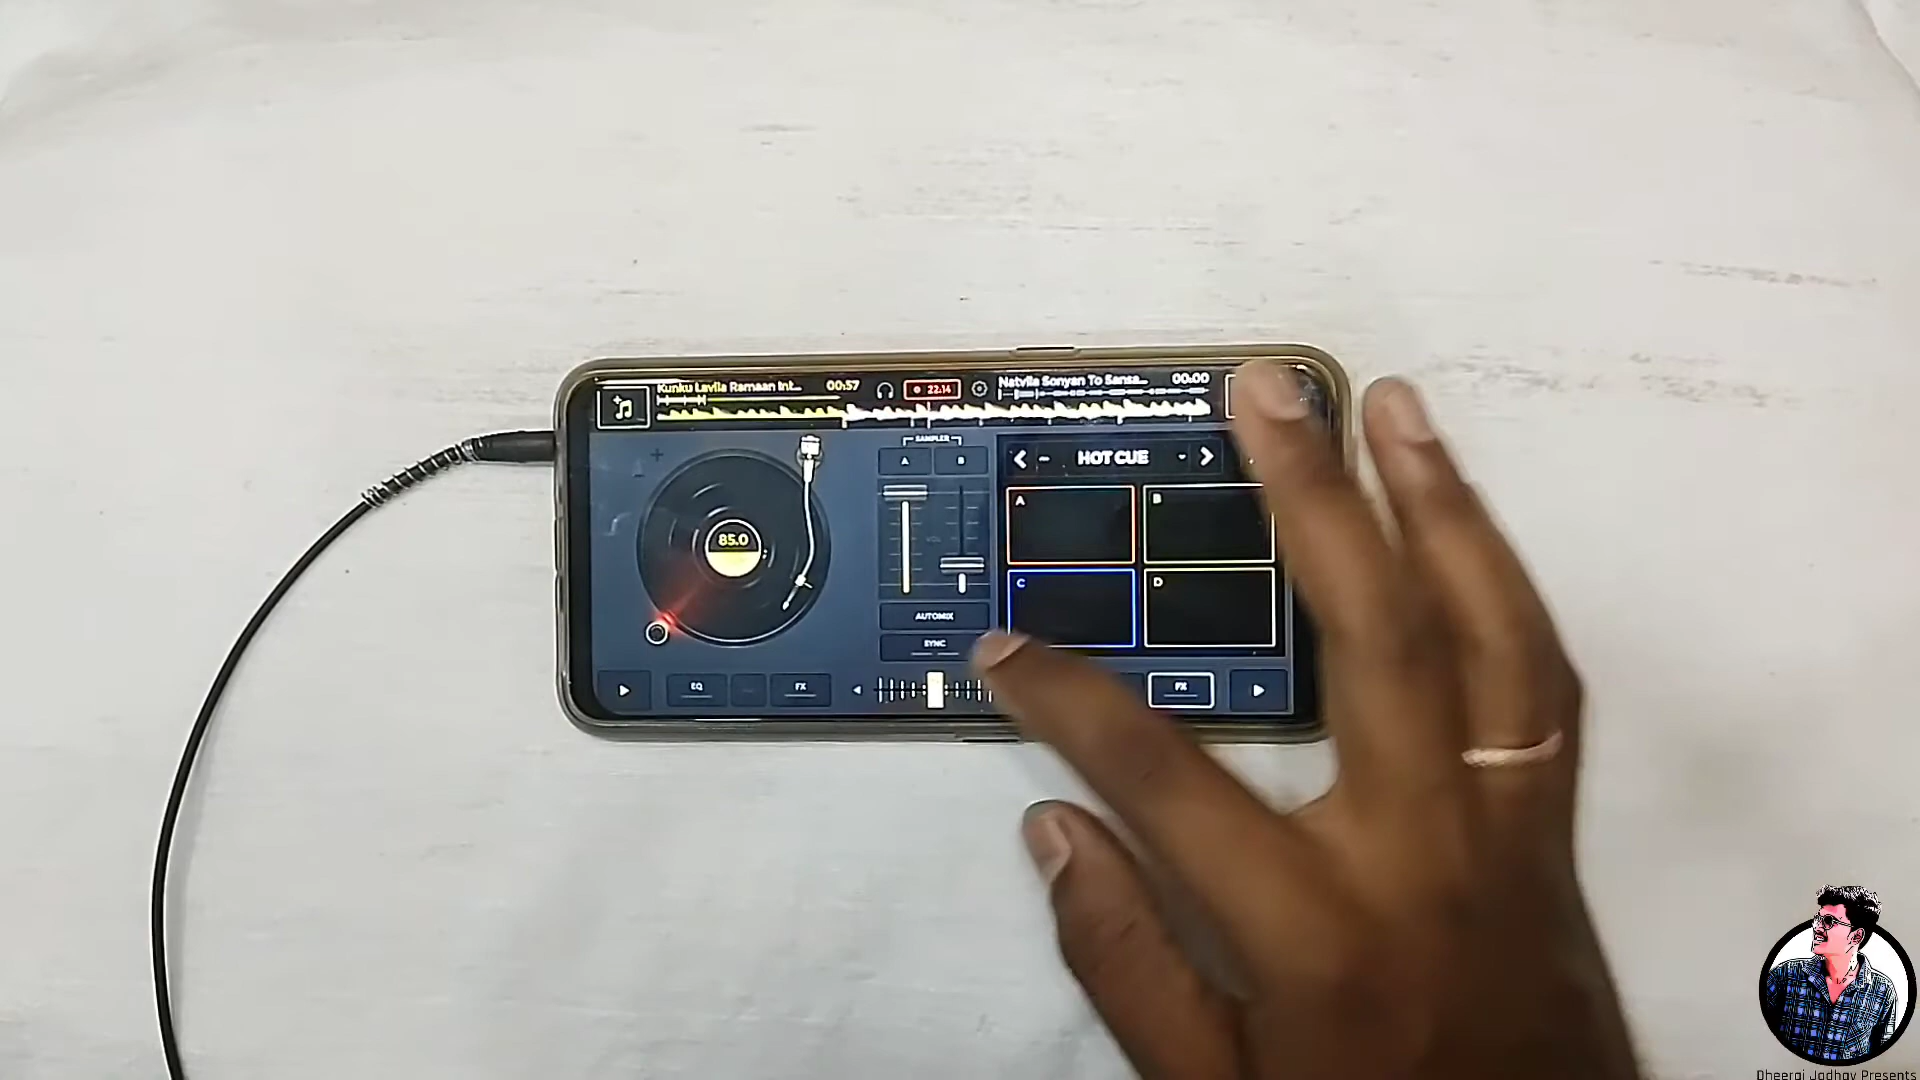 Kunku Lavila Ramaan Int... 00:57
22:14
Natvila Sonyan To Sansa... 00:00
SAMPLER
A B
HOT CUE
A B
VOL
85.0
C D
AUTOMIX
SYNC
EQ FX FX
Dheeraj Jadhav Presents